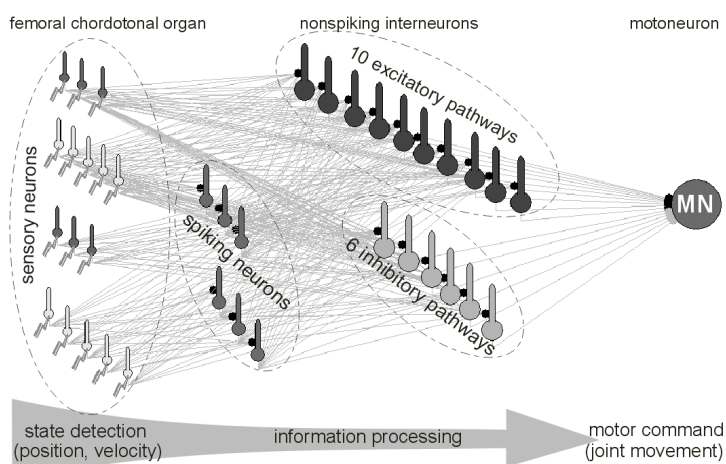 femoral chordotonal organ
nonspiking interneurons
motoneuron
10 excitatory pathways
sensory neurons
spiking neurons
6 inhibitory pathways
MN
state detection
(position, velocity)
information processing
motor command
(joint movement)